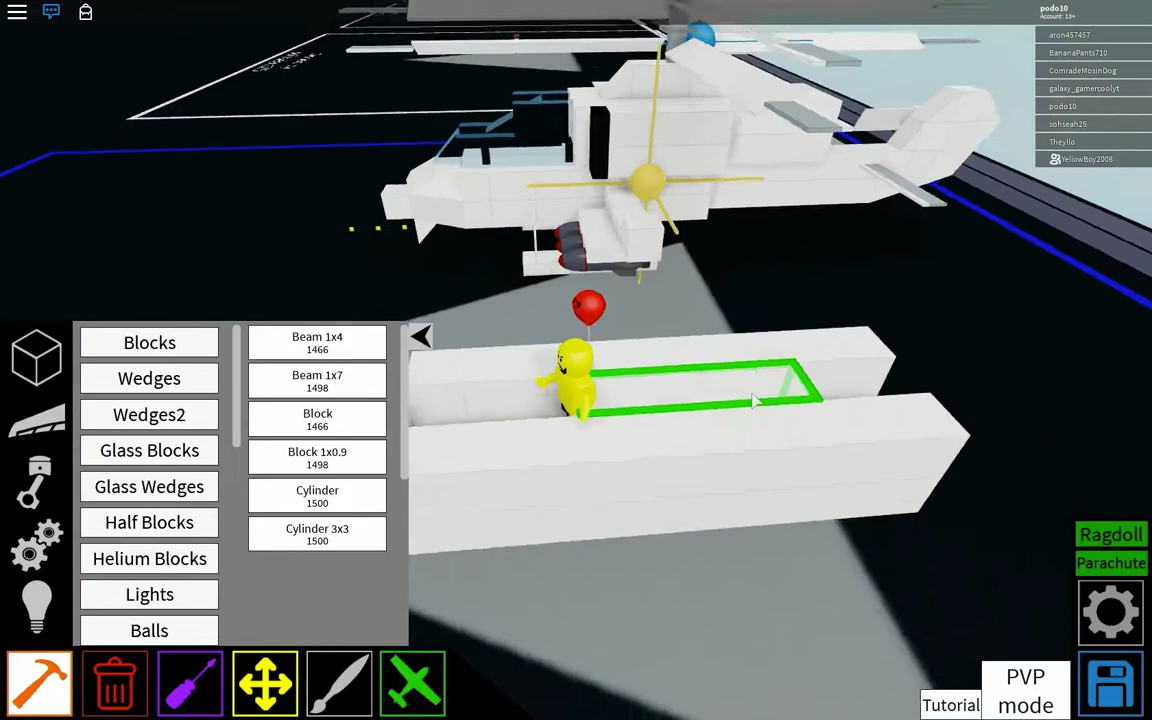 podo10
Account: 13+
aron457457
BananaPants710
ComradeMosinDog
galaxy_gamercoolyt
podo10
sohseah25
Theyllo
YellowBoy2008
Blocks
Wedges
Wedges2
Glass Blocks
Glass Wedges
Half Blocks
Helium Blocks
Lights
Balls
Beam 1x4
1466
Beam 1x7
1498
Block
1466
Block 1x0.9
1498
Cylinder
1500
Cylinder 3x3
1500
Ragdoll
Parachute
Tutorial
PVP
mode